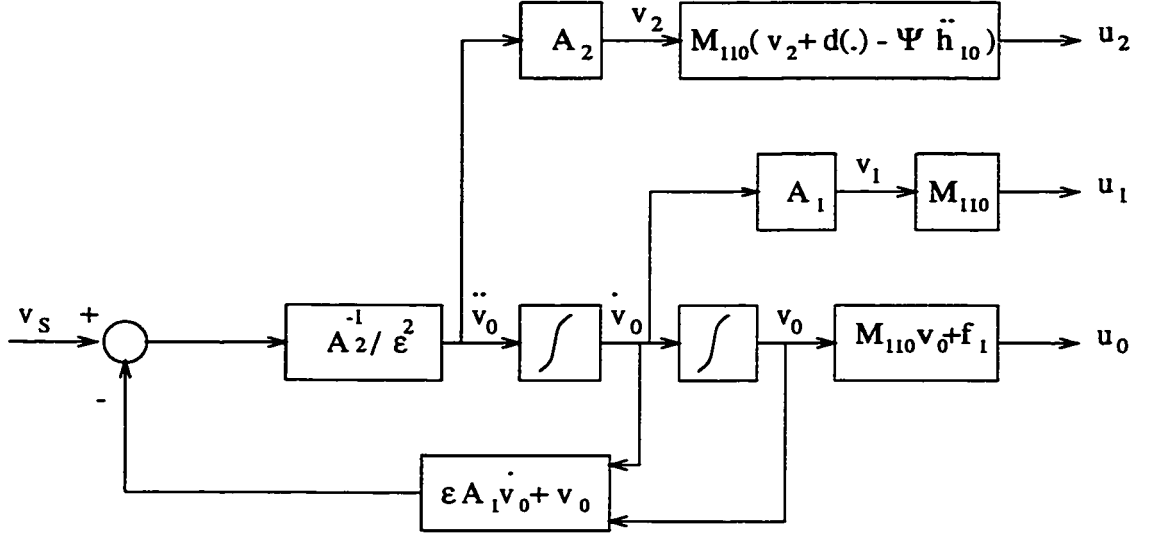 A₂
v₂
M₁₁₀( v₂ + d(.) - Ψ ḧ₁₀)
u₂
A₁
v₁
M₁₁₀
u₁
v_S
+
-
A₂⁻¹/ ε²
v̈₀
∫
v̇₀
∫
v₀
M₁₁₀v₀+f₁
u₀
εA₁v̇₀+ v₀